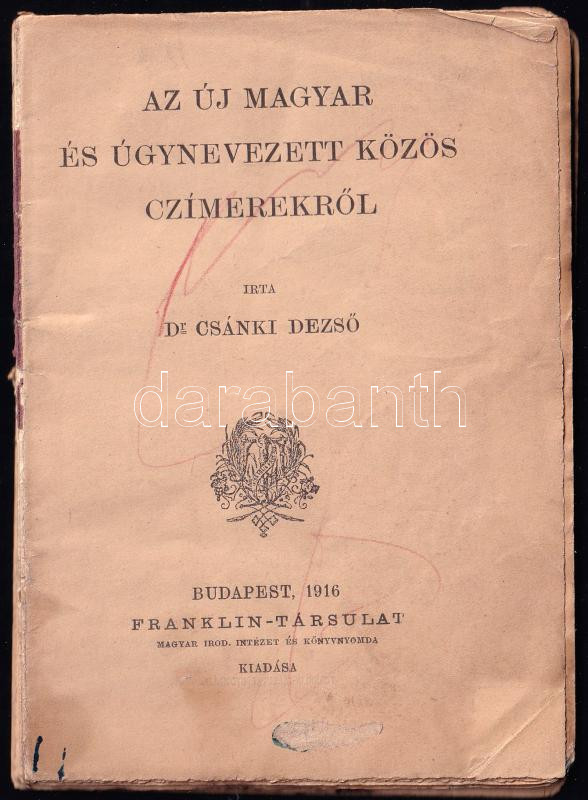 AZ ÚJ MAGYAR
ÉS ÚGYNEVEZETT KÖZÖS
CZÍMEREKRŐL
IRTA
Dr CSÁNKI DEZSŐ
darabanth
BUDAPEST, 1916
FRANKLIN-TÁRSULAT
MAGYAR IROD. INTÉZET ÉS KÖNYVNYOMDA
KIADÁSA